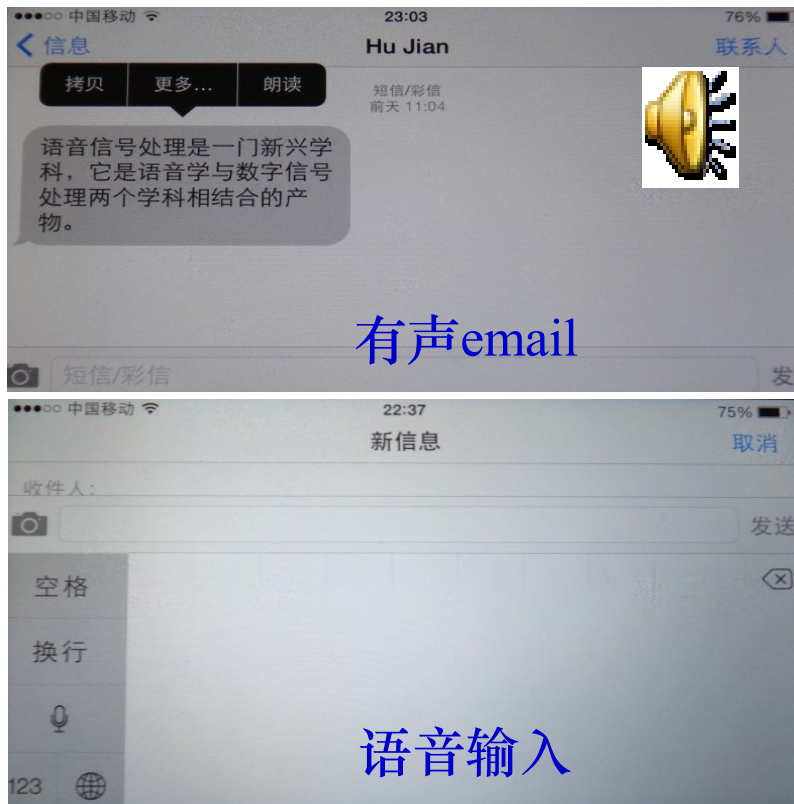 中国移动 23:03 76%
信息 Hu Jian 联系人
拷贝 更多... 朗读
短信/彩信
前天 11:04
语音信号处理是一门新兴学
科，它是语音学与数字信号
处理两个学科相结合的产
物。
有声email
短信/彩信 发
中国移动 22:37 75%
新信息 取消
收件人:
发送
空格
换行
123
语音输入